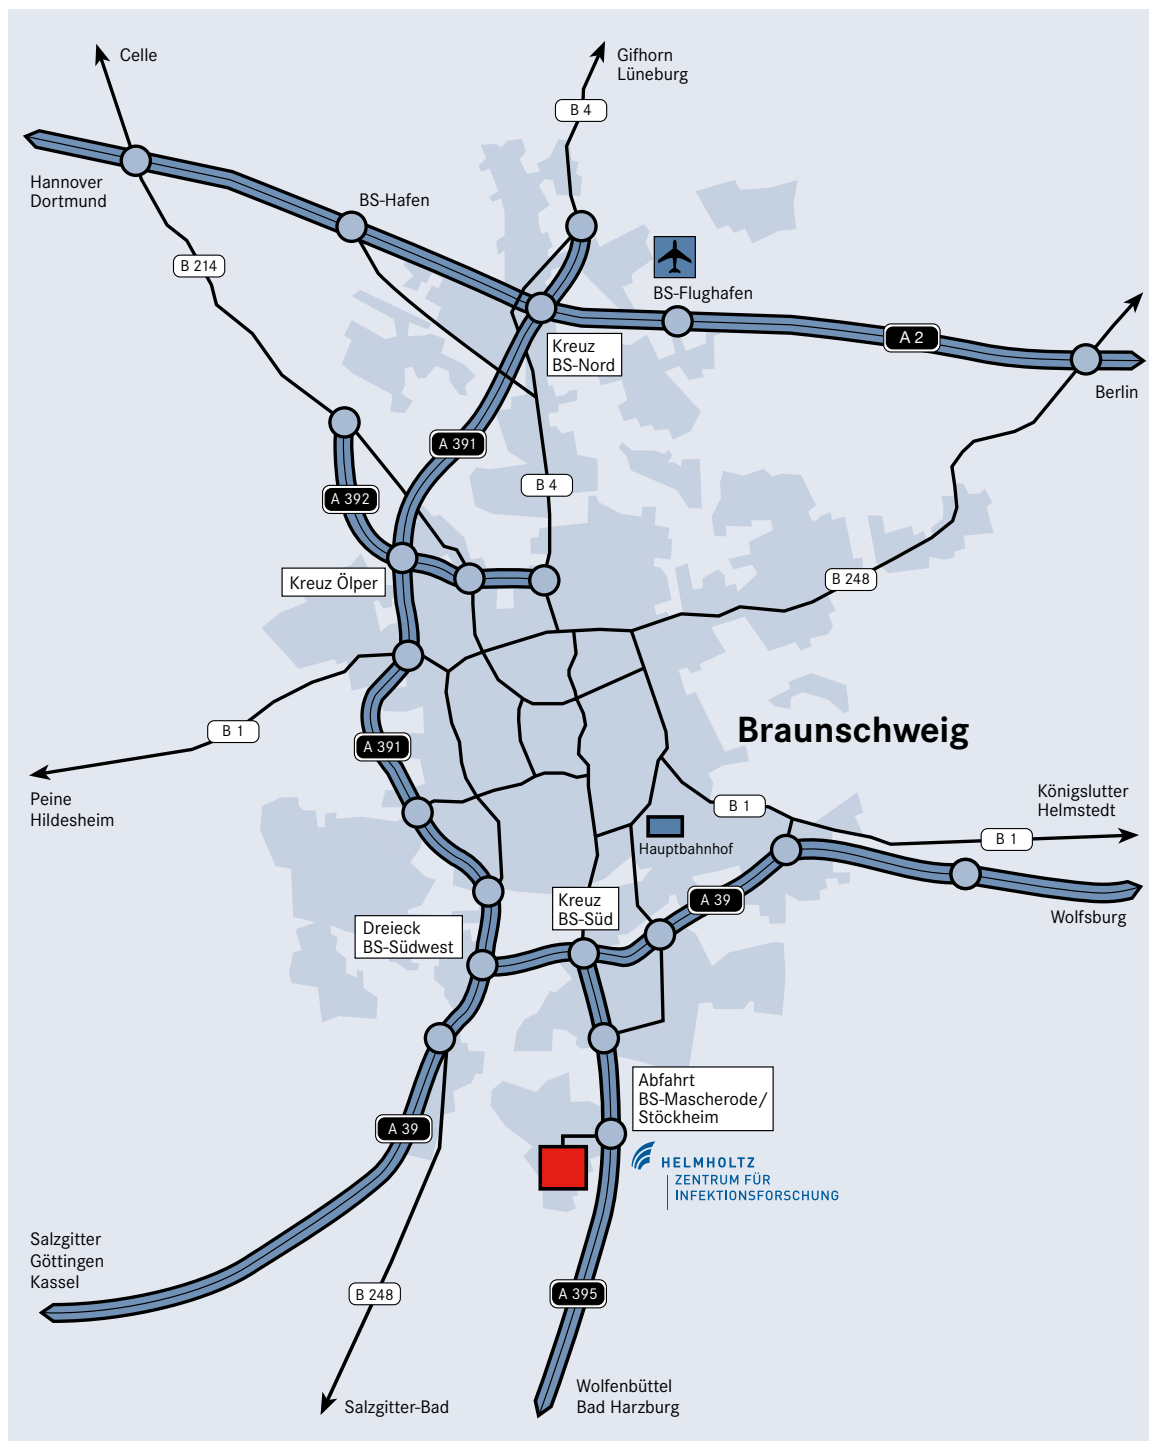 Celle
Gifhorn
Lüneburg
B 4
Hannover
Dortmund
BS-Hafen
B 214
BS-Flughafen
A 2
Kreuz
BS-Nord
Berlin
A 391
B 4
A 392
Kreuz Ölper
B 248
B 1
Braunschweig
A 391
Peine
Hildesheim
Königslutter
Helmstedt
B 1
B 1
Hauptbahnhof
Kreuz
BS-Süd
A 39
Wolfsburg
Dreieck
BS-Südwest
Abfahrt
BS-Mascherode/
Stöckheim
A 39
HELMHOLTZ
ZENTRUM FÜR
INFEKTIONSFORSCHUNG
Salzgitter
Göttingen
Kassel
B 248
A 395
Wolfenbüttel
Bad Harzburg
Salzgitter-Bad